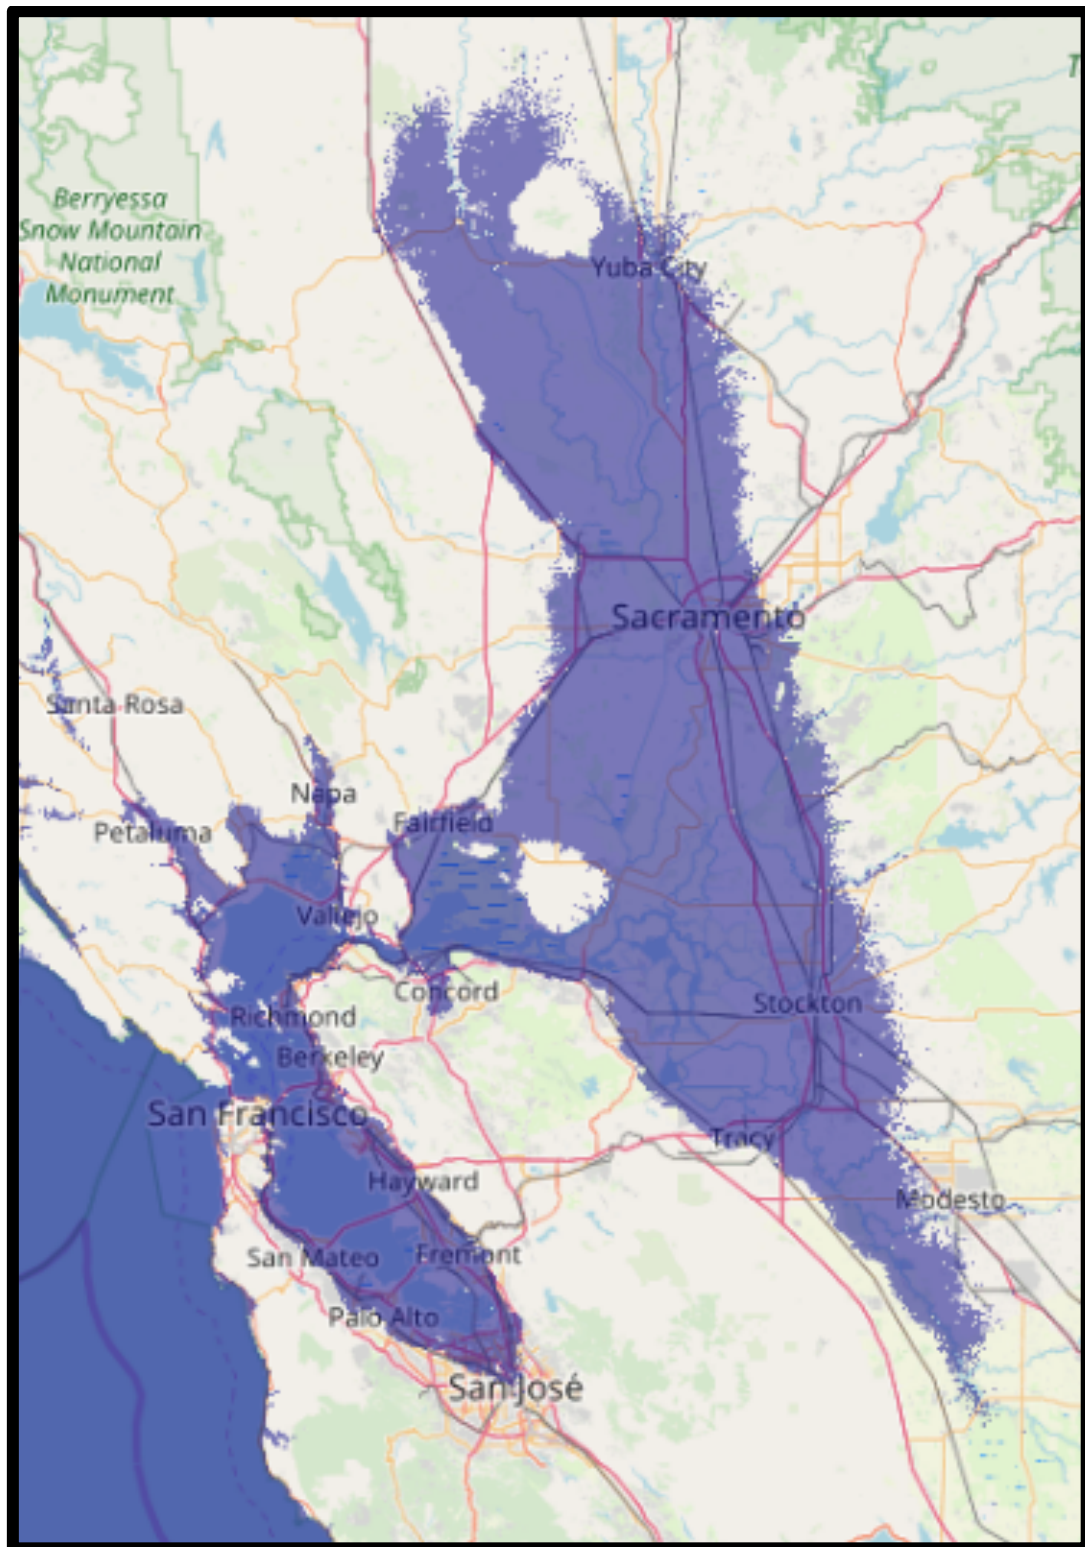 T
Berryessa
Snow Mountain
National
Monument
Yuba City
Sacramento
Santa Rosa
Napa
Petaluma
Fairfield
Vallejo
Concord
Stockton
Richmond
Berkeley
San Francisco
Tracy
Hayward
Modesto
San Mateo
Fremont
Palo Alto
San José